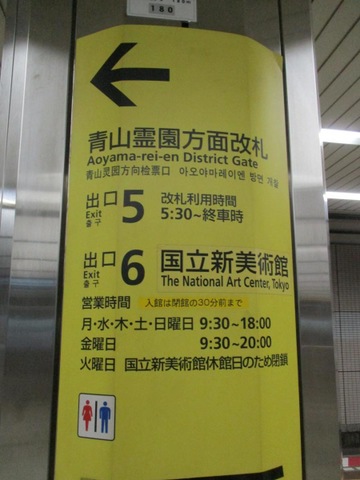 180
青山霊園方面改札
Aoyama-rei-en District Gate
青山灵园方向检票口 아오야마레이엔 방면 개찰
出口 5 改札利用時間
Exit 5:30~終車時
출구
出口 6 国立新美術館
Exit The National Art Center, Tokyo
출구
営業時間 入館は閉館の30分前まで
月・水・木・土・日曜日 9:30~18:00
金曜日 9:30~20:00
火曜日 国立新美術館休館日のため閉鎖